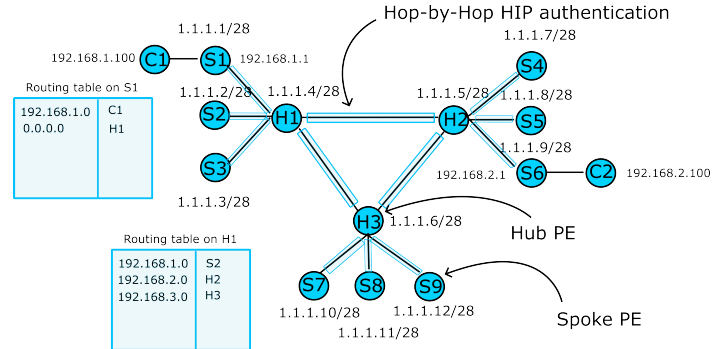 Hop-by-Hop HIP authentication
1.1.1.1/28
1.1.1.7/28
192.168.1.100
C1
S1
192.168.1.1
S4
Routing table on S1
1.1.1.2/28
1.1.1.4/28
1.1.1.5/28
1.1.1.8/28
192.168.1.0 C1
0.0.0.0 H1
S2
H1
H2
S5
1.1.1.9/28
S3
192.168.2.1
S6
C2
192.168.2.100
1.1.1.3/28
H3
1.1.1.6/28
Hub PE
Routing table on H1
192.168.1.0 S2
192.168.2.0 H2
192.168.3.0 H3
S7
S8
S9
1.1.1.10/28
1.1.1.12/28
1.1.1.11/28
Spoke PE